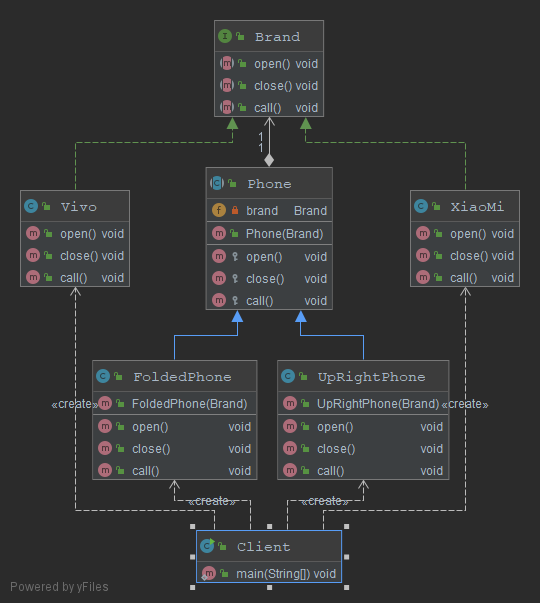 Brand
open() void
close() void
call() void
1
1
Phone
brand Brand
Phone(Brand)
open() void
close() void
call() void
Vivo
open() void
close() void
call() void
XiaoMi
open() void
close() void
call() void
FoldedPhone
FoldedPhone(Brand)
open() void
close() void
call() void
UpRightPhone
UpRightPhone(Brand)
open() void
close() void
call() void
«create»
«create»
«create»
«create»
Client
main(String[]) void
Powered by yFiles